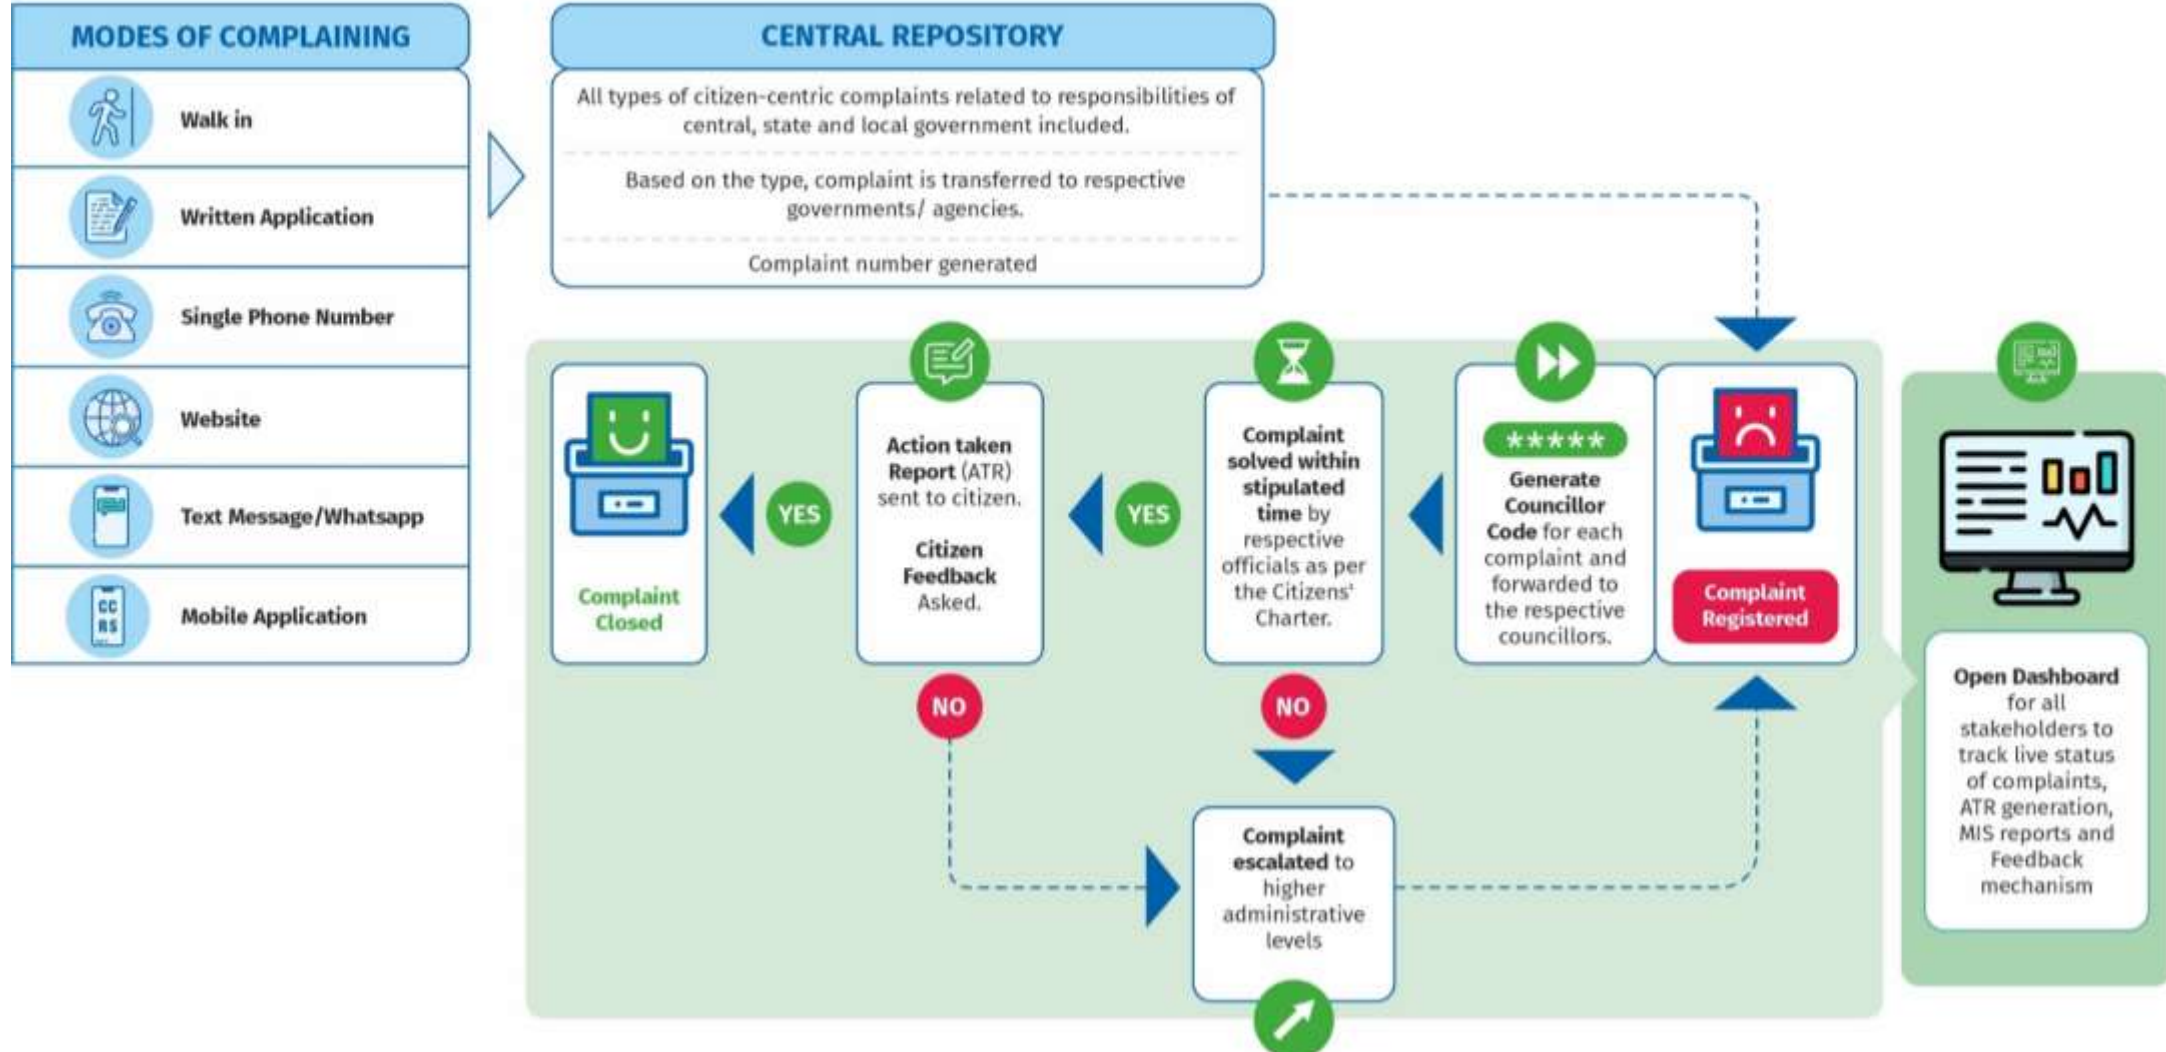 MODES OF COMPLAINING
Walk in
Written Application
Single Phone Number
Website
Text Message/Whatsapp
CC
RS
Mobile Application
CENTRAL REPOSITORY
All types of citizen-centric complaints related to responsibilities of
central, state and local government included.
Based on the type, complaint is transferred to respective
governments/ agencies.
Complaint number generated
Complaint
Registered
*****
Generate
Councillor
Code for each
complaint and
forwarded to
the respective
councillors.
Complaint
solved within
stipulated
time by
respective
officials as per
the Citizens'
Charter.
YES
NO
Action taken
Report (ATR)
sent to citizen.
Citizen
Feedback
Asked.
YES
NO
Complaint
Closed
Complaint
escalated to
higher
administrative
levels
Open Dashboard
for all
stakeholders to
track live status
of complaints,
ATR generation,
MIS reports and
Feedback
mechanism